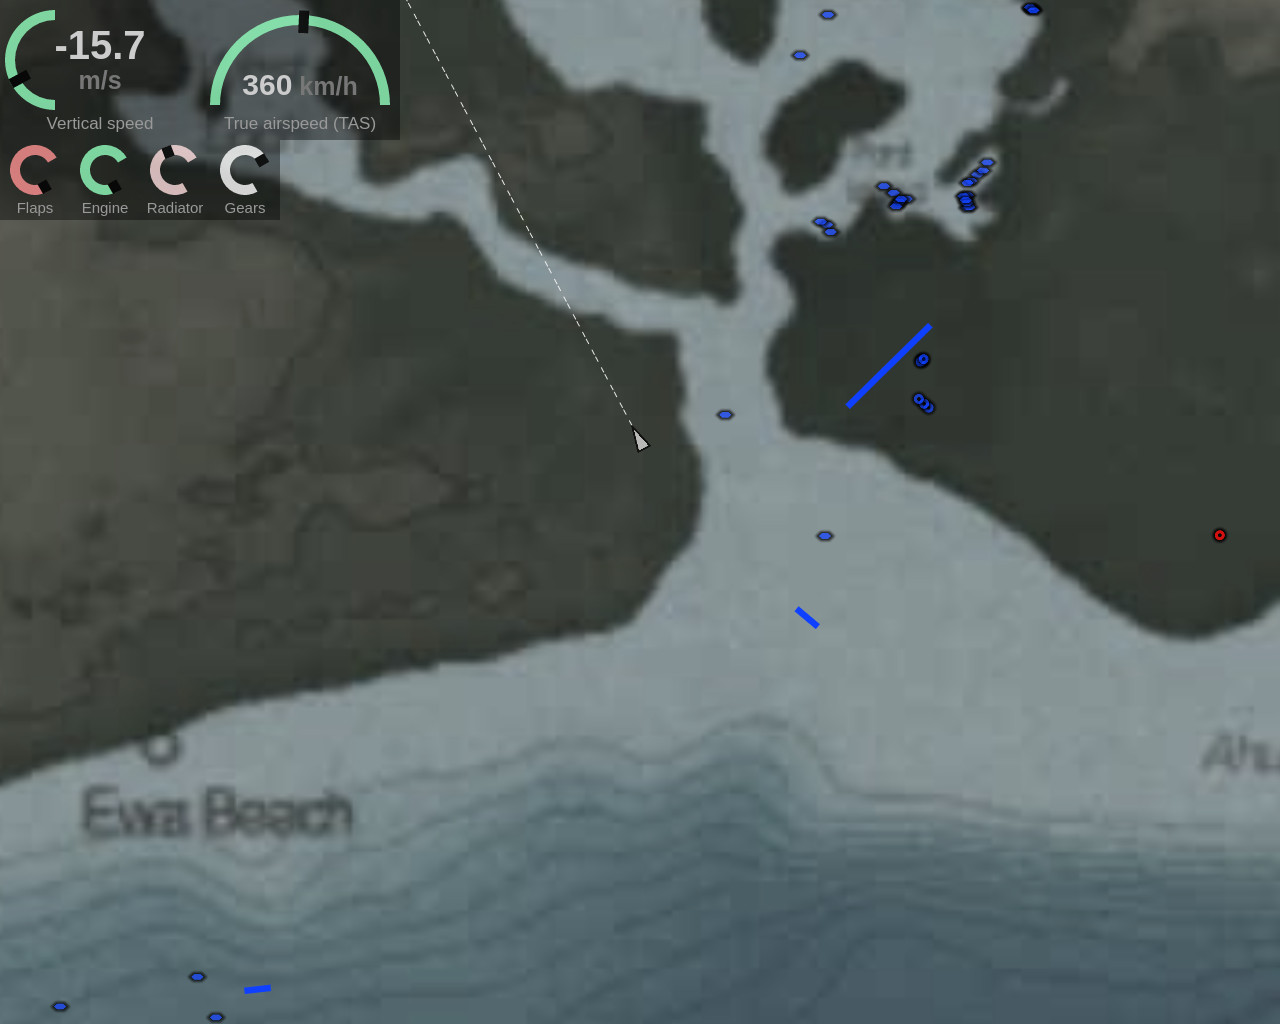 -15.7
m/s
Vertical speed
360 km/h
True airspeed (TAS)
Flaps
Engine
Radiator
Gears
Ewa Beach